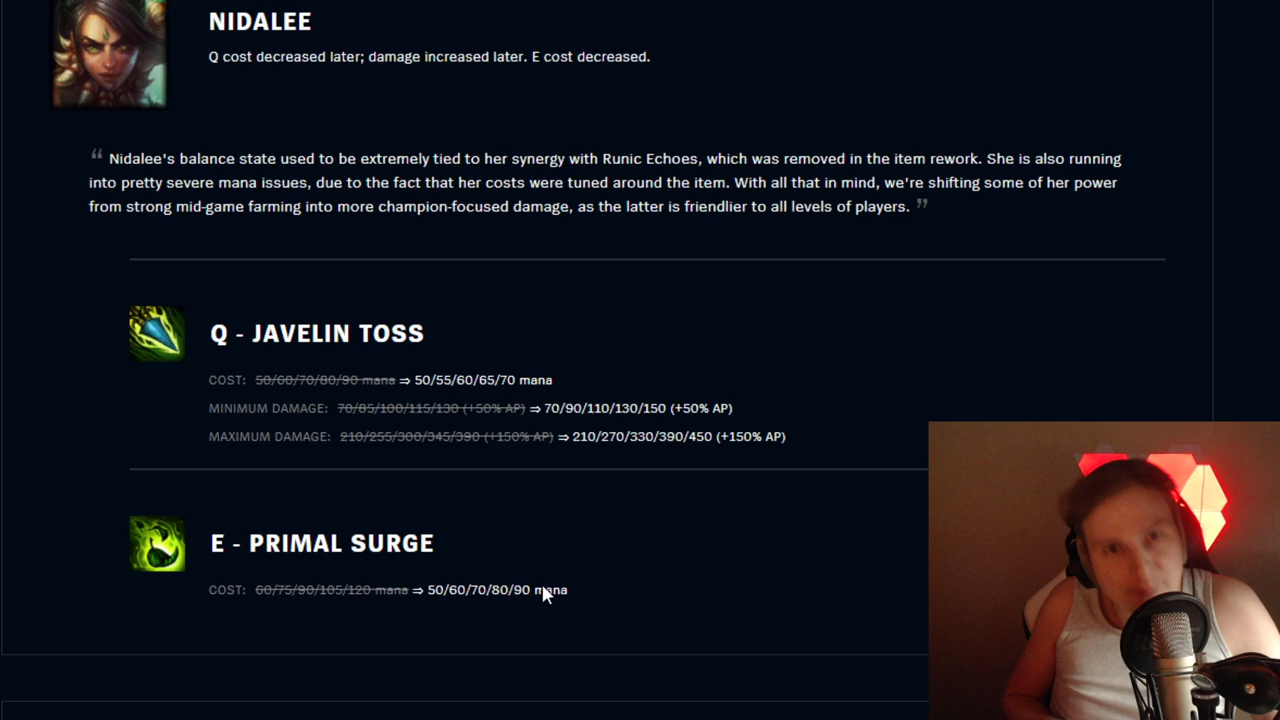 NIDALEE
Q cost decreased later; damage increased later. E cost decreased.
“ Nidalee's balance state used to be extremely tied to her synergy with Runic Echoes, which was removed in the item rework. She is also running
into pretty severe mana issues, due to the fact that her costs were tuned around the item. With all that in mind, we're shifting some of her power
from strong mid-game farming into more champion-focused damage, as the latter is friendlier to all levels of players. ”
Q - JAVELIN TOSS
COST: 50/60/70/80/90 mana ⇒ 50/55/60/65/70 mana
MINIMUM DAMAGE: 70/85/100/115/130 (+50% AP) ⇒ 70/90/110/130/150 (+50% AP)
MAXIMUM DAMAGE: 210/255/300/345/390 (+150% AP) ⇒ 210/270/330/390/450 (+150% AP)
E - PRIMAL SURGE
COST: 60/75/90/105/120 mana ⇒ 50/60/70/80/90 mana